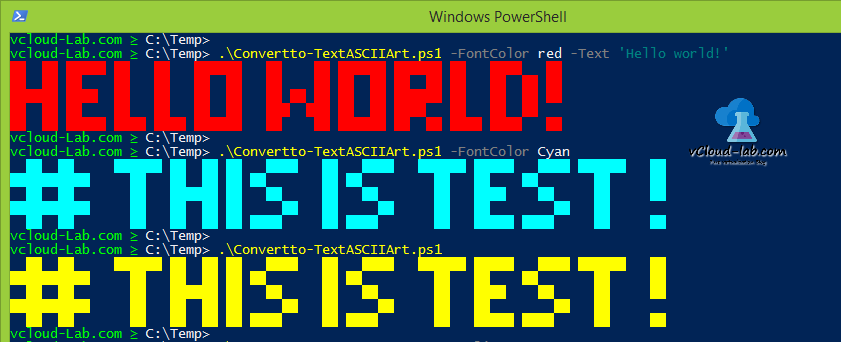 Windows PowerShell
vcloud-Lab.com ≥ C:\Temp>
vcloud-Lab.com ≥ C:\Temp> .\Convertto-TextASCIIArt.ps1 -FontColor red -Text 'Hello world!'
HELLO WORLD!
vcloud-Lab.com ≥ C:\Temp>
vcloud-Lab.com ≥ C:\Temp> .\Convertto-TextASCIIArt.ps1 -FontColor Cyan
# THIS IS TEST !
vcloud-Lab.com ≥ C:\Temp>
vcloud-Lab.com ≥ C:\Temp> .\Convertto-TextASCIIArt.ps1
# THIS IS TEST !
vcloud-Lab.com ≥ C:\Temp>
vCloud-lab.com